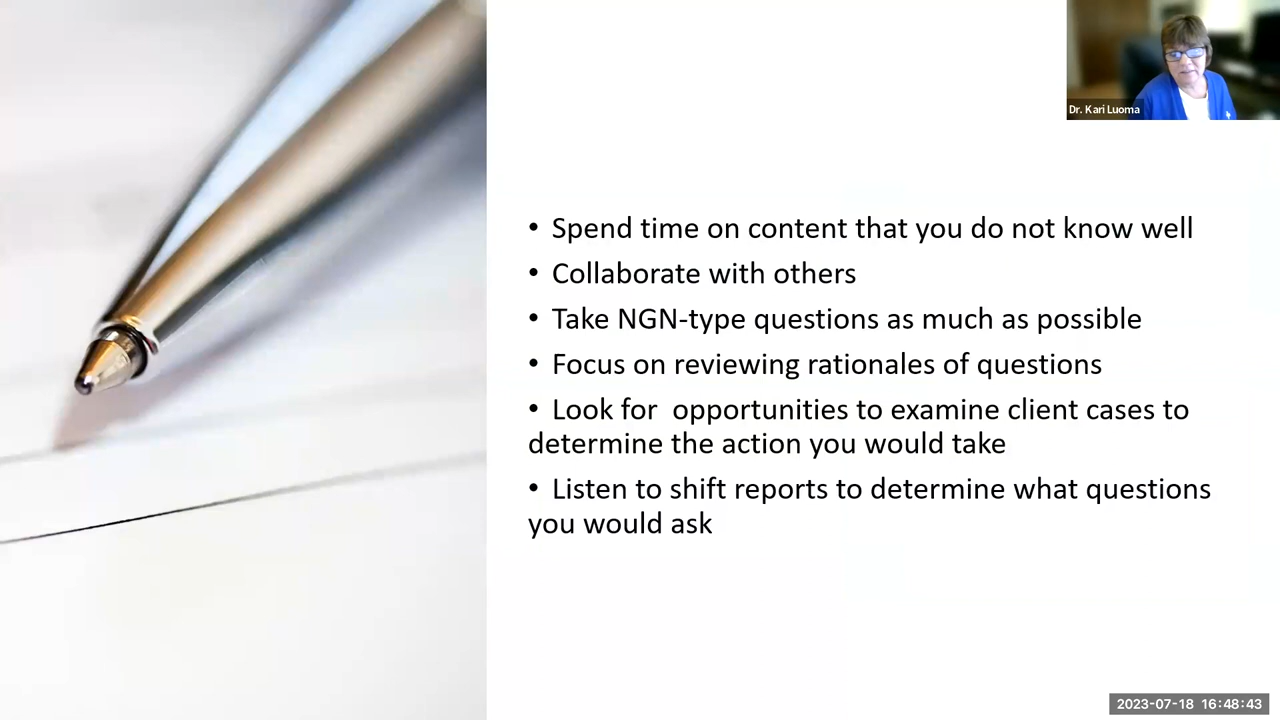 Dr. Kari Luoma
• Spend time on content that you do not know well
• Collaborate with others
• Take NGN-type questions as much as possible
• Focus on reviewing rationales of questions
• Look for  opportunities to examine client cases to
determine the action you would take
• Listen to shift reports to determine what questions
you would ask
2023-07-18 16:48:43